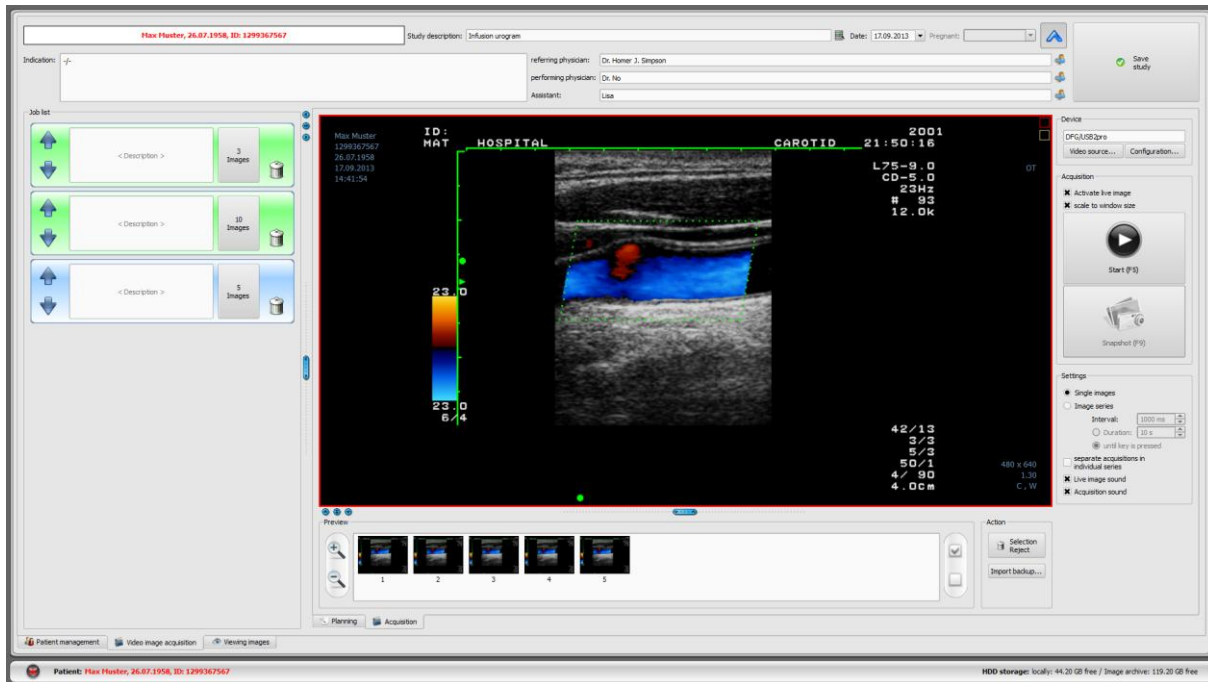 Max Muster, 26.07.1958, ID: 1299367567
Study description: Infusion urogram
Date: 17.09.2013
Pregnant:
Save study
Indication: -/-
referring physician: Dr. Homer J. Simpson
performing physician: Dr. No
Assistant: Lisa
Job list
< Description >
3
Images
< Description >
10
Images
< Description >
5
Images
Max Muster
1299367567
26.07.1958
17.09.2013
14:41:54
ID: 2001
MAT HOSPITAL CAROTID 21:50:16
L75-9.0
CD-5.0
23Hz
# 93
12.0k
OT
23.0
23.0
6/4
42/13
3/3
5/3
50/1
4/ 90
4.0cm
480 x 640
1.30
C , W
Device
DFG/USB2pro
Video source... Configuration...
Acquisition
Activate live image
scale to window size
Start (F5)
Snapshot (F9)
Settings
Single images
Image series
Interval: 1000 ms
Duration: 10 s
until key is pressed
separate acquisitions in
individual series
Live image sound
Acquisition sound
Preview
1 2 3 4 5
Action
Selection
Reject
Import backup...
Planning Acquisition
Patient management Video image acquisition Viewing images
Patient: Max Muster, 26.07.1958, ID: 1299367567
HDD storage: locally: 44.20 GB free / Image archive: 119.20 GB free